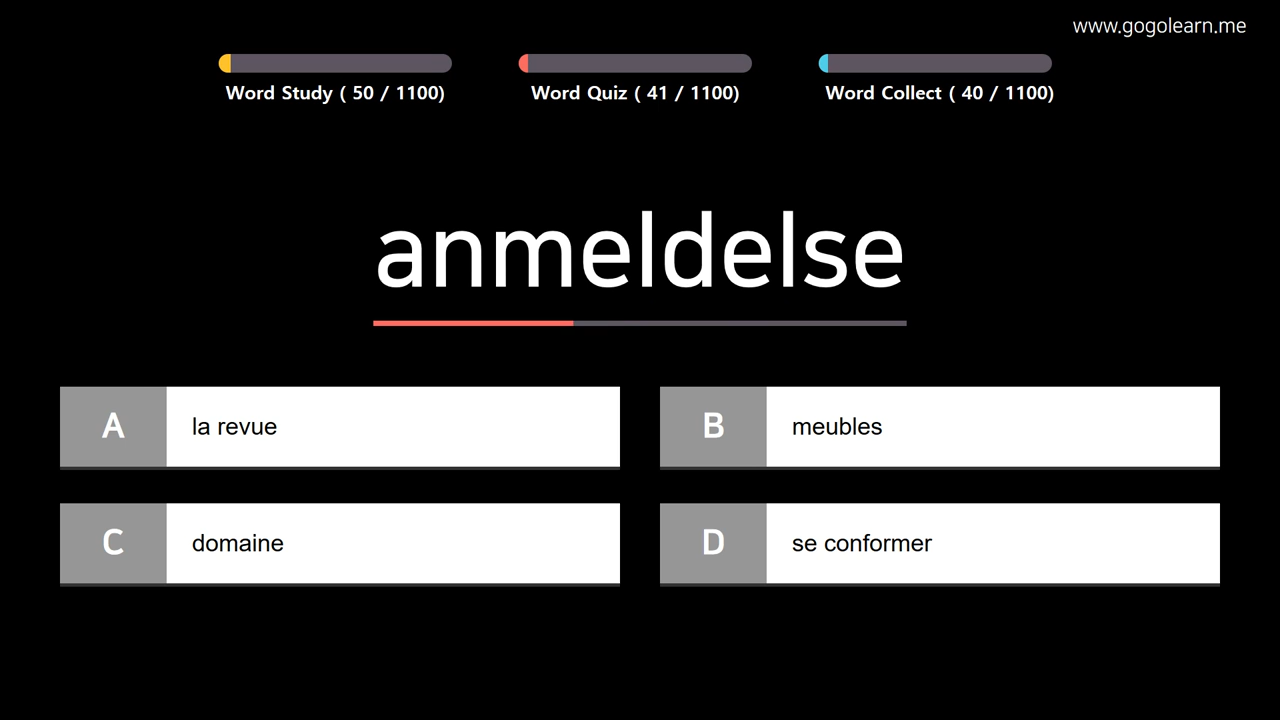 www.gogolearn.me
Word Study ( 50 / 1100)
Word Quiz ( 41 / 1100)
Word Collect ( 40 / 1100)
anmeldelse
A
la revue
B
meubles
C
domaine
D
se conformer